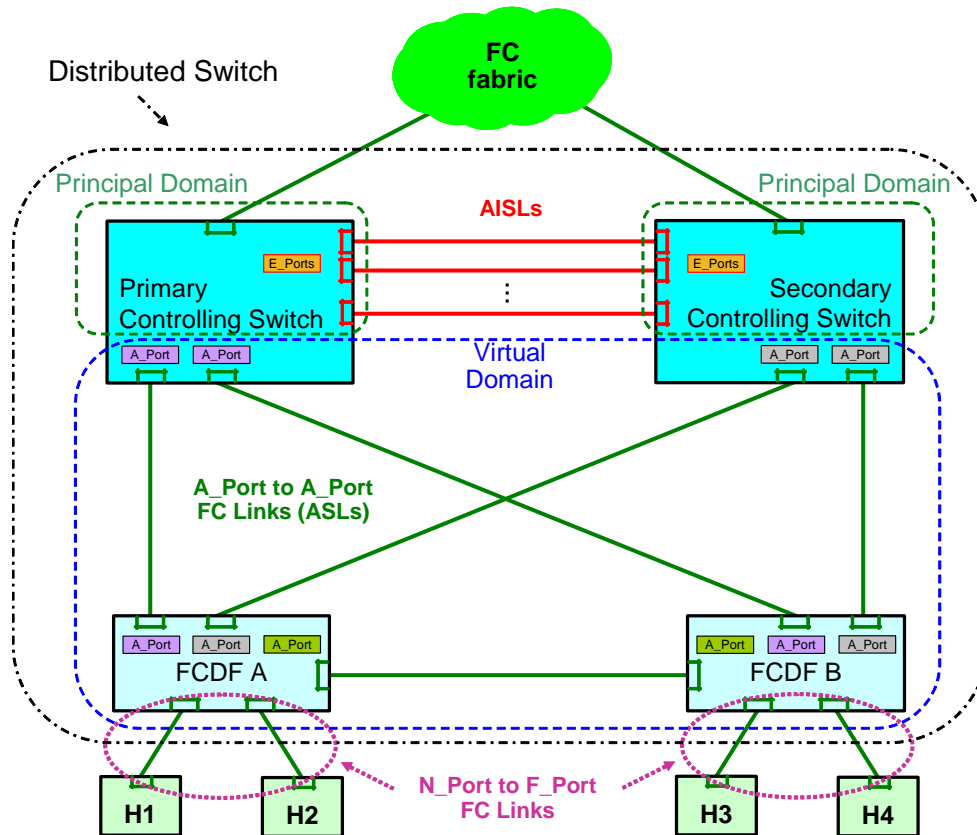 FC
fabric
Distributed Switch
Principal Domain
Principal Domain
AISLs
E_Ports
E_Ports
Primary
Controlling Switch
...
Secondary
Controlling Switch
A_Port
A_Port
Virtual
Domain
A_Port
A_Port
A_Port to A_Port
FC Links (ASLs)
A_Port
A_Port
A_Port
FCDF A
A_Port
A_Port
A_Port
FCDF B
H1
H2
N_Port to F_Port
FC Links
H3
H4